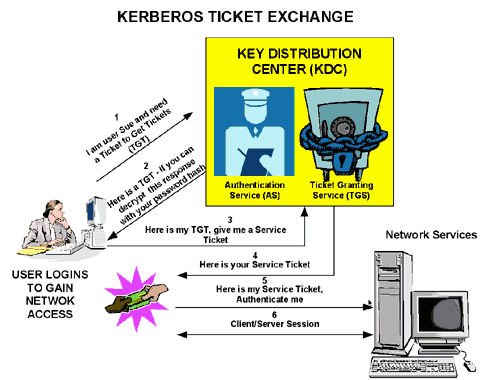 KERBEROS TICKET EXCHANGE
KEY DISTRIBUTION
CENTER (KDC)
Authentication
Service (AS)
Ticket Granting
Service (TGS)
1
I am user Sue and need
a Ticket to Get Tickets
(TGT)
2
Here is a TGT - If you can
decrypt this response
with your password hash
3
Here is my TGT, give me a Service
Ticket
4
Here is your Service Ticket
5
Here is my Service Ticket,
Authenticate me
6
Client/Server Session
USER LOGINS
TO GAIN
NETWOK
ACCESS
Network Services